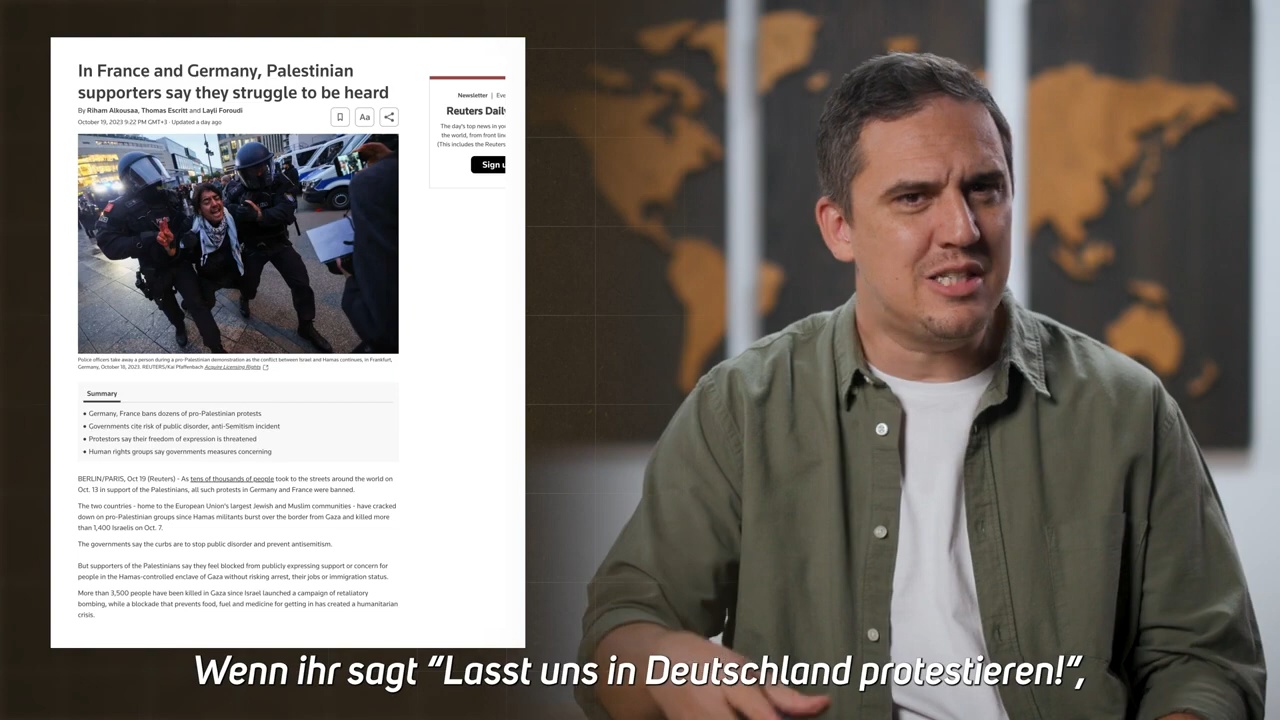 In France and Germany, Palestinian
supporters say they struggle to be heard
By Riham Alkousaa, Thomas Escritt and Layli Foroudi
October 19, 2023 9:22 PM GMT+3 · Updated a day ago
Aa
Newsletter | Eve
Reuters Daily
The day's top news in you
the world, from front line
(This includes the Reuters
Sign u
Police officers take away a person during a pro-Palestinian demonstration as the conflict between Israel and Hamas continues, in Frankfurt,
Germany, October 18, 2023. REUTERS/Kai Pfaffenbach Acquire Licensing Rights
Summary
• Germany, France bans dozens of pro-Palestinian protests
• Governments cite risk of public disorder, anti-Semitism incident
• Protestors say their freedom of expression is threatened
• Human rights groups say governments measures concerning
BERLIN/PARIS, Oct 19 (Reuters) - As tens of thousands of people took to the streets around the world on
Oct. 13 in support of the Palestinians, all such protests in Germany and France were banned.
The two countries - home to the European Union's largest Jewish and Muslim communities - have cracked
down on pro-Palestinian groups since Hamas militants burst over the border from Gaza and killed more
than 1,400 Israelis on Oct. 7.
The governments say the curbs are to stop public disorder and prevent antisemitism.
But supporters of the Palestinians say they feel blocked from publicly expressing support or concern for
people in the Hamas-controlled enclave of Gaza without risking arrest, their jobs or immigration status.
More than 3,500 people have been killed in Gaza since Israel launched a campaign of retaliatory
bombing, while a blockade that prevents food, fuel and medicine for getting in has created a humanitarian
crisis.
Wenn ihr sagt “Lasst uns in Deutschland protestieren!“,